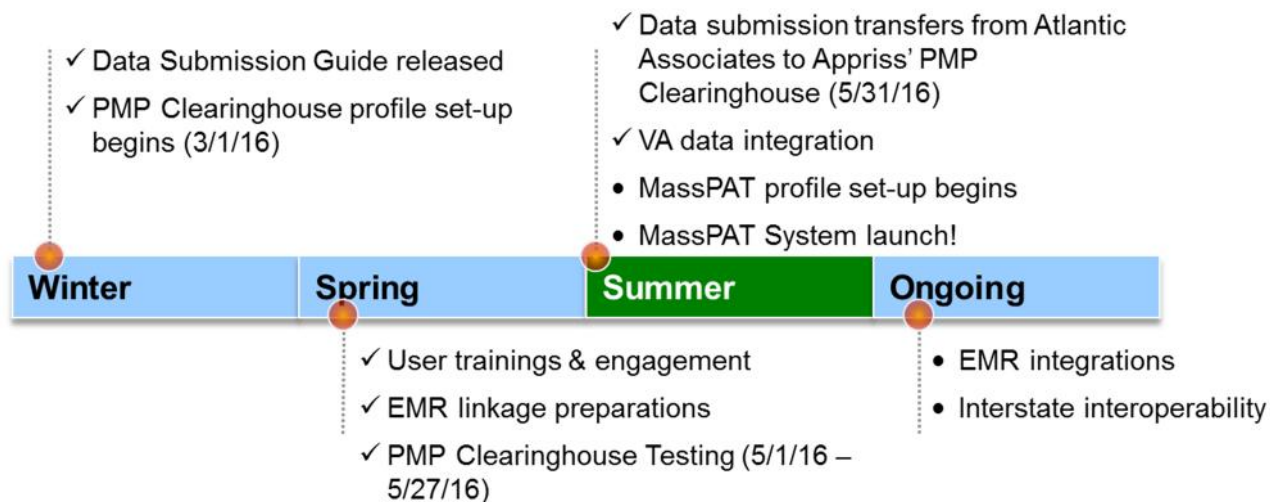 ✓ Data Submission Guide released
✓ PMP Clearinghouse profile set-up
begins (3/1/16)
✓ Data submission transfers from Atlantic
Associates to Appriss’ PMP
Clearinghouse (5/31/16)
✓ VA data integration
• MassPAT profile set-up begins
• MassPAT System launch!
Winter
Spring
Summer
Ongoing
✓ User trainings & engagement
✓ EMR linkage preparations
✓ PMP Clearinghouse Testing (5/1/16 –
5/27/16)
• EMR integrations
• Interstate interoperability